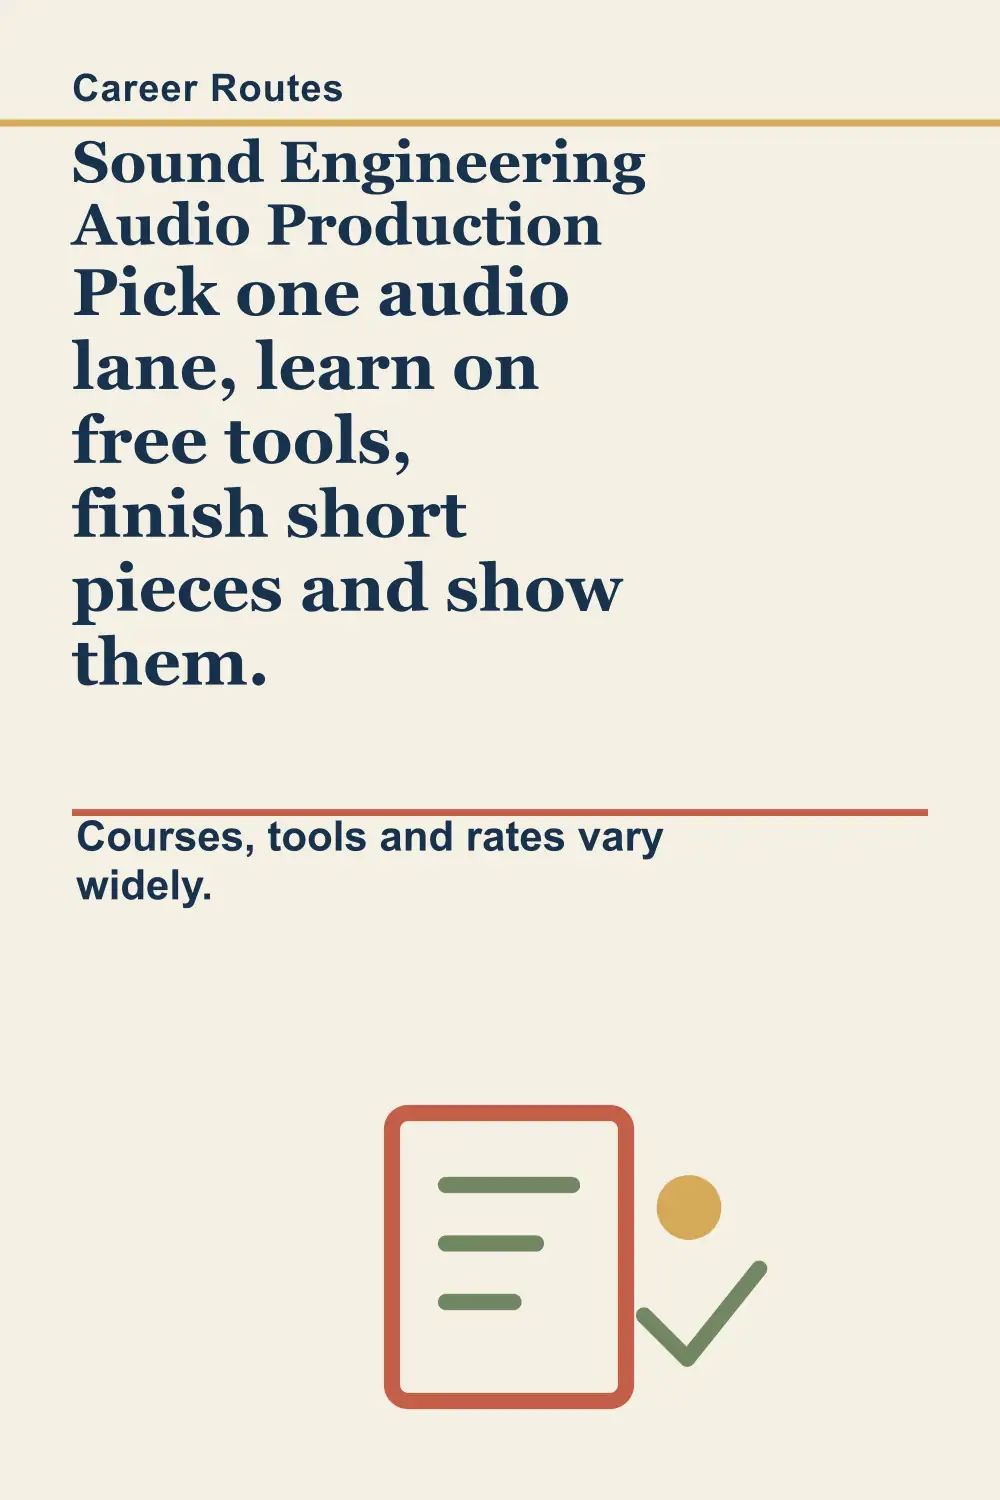 Career Routes
Sound Engineering
Audio Production
Pick one audio
lane, learn on
free tools,
finish short
pieces and show
them.
Courses, tools and rates vary
widely.